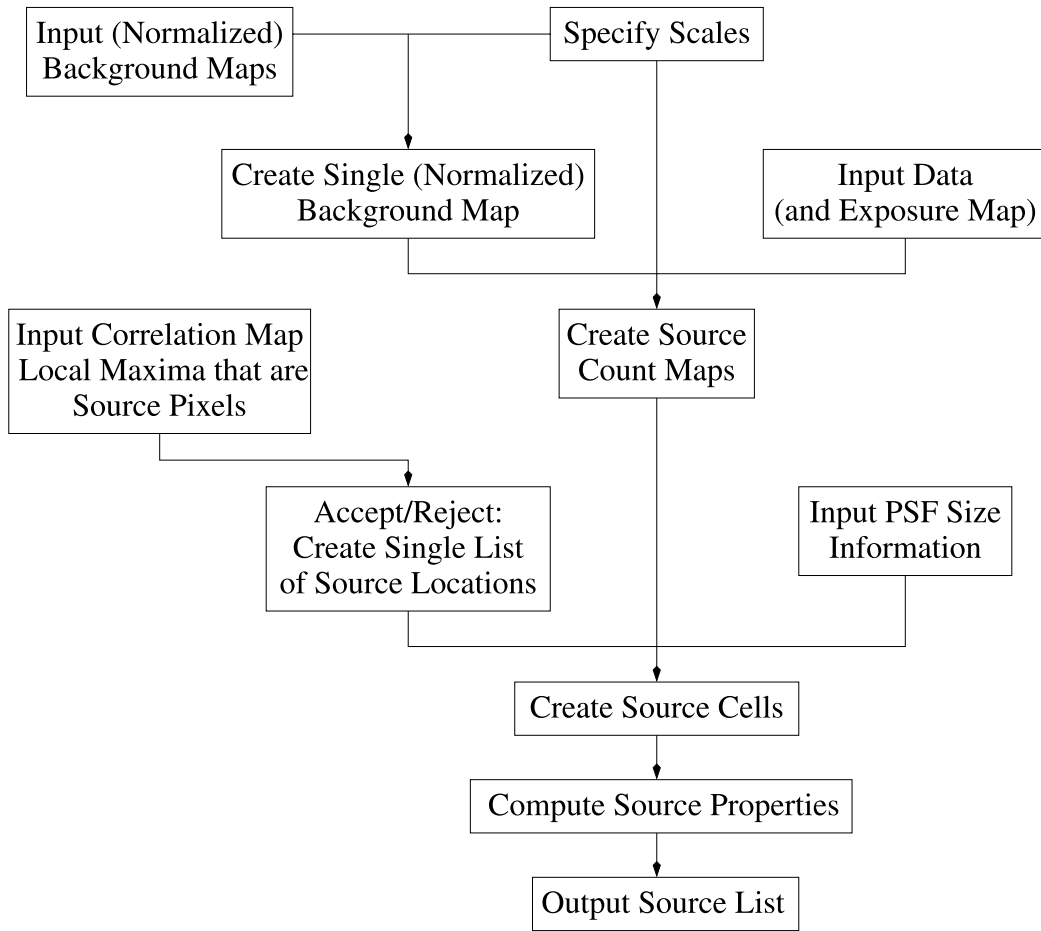 Input (Normalized)
Background Maps
Specify Scales
Create Single (Normalized)
Background Map
Input Data
(and Exposure Map)
Input Correlation Map
Local Maxima that are
Source Pixels
Create Source
Count Maps
Accept/Reject:
Create Single List
of Source Locations
Input PSF Size
Information
Create Source Cells
Compute Source Properties
Output Source List